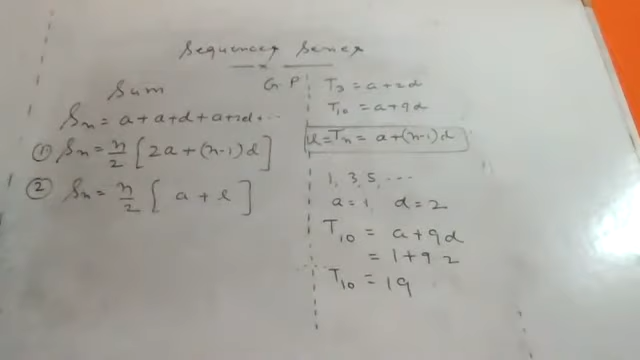 Sequences Series
Sum
Sn = a + a+d + a+2d + ...
① Sn = n/2 [2a + (n-1)d]
② Sn = n/2 [a + l]
G.P
T3 = a+2d
T10 = a+9d
l = Tn = a+(n-1)d
1, 3, 5, ...
a = 1, d = 2
T10 = a+9d
= 1+9 2
T10 = 19